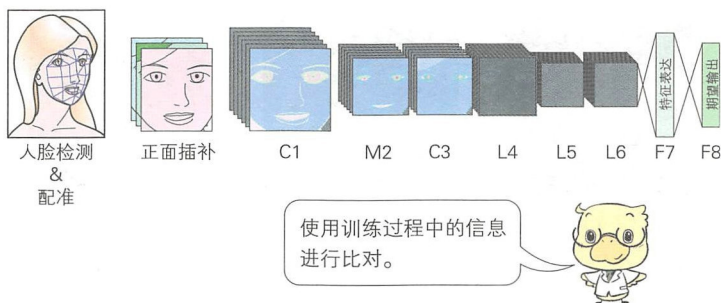 特征表达
期望输出
人脸检测
&
配准
正面插补
C1
M2
C3
L4
L5
L6
F7
F8
使用训练过程中的信息
进行比对。